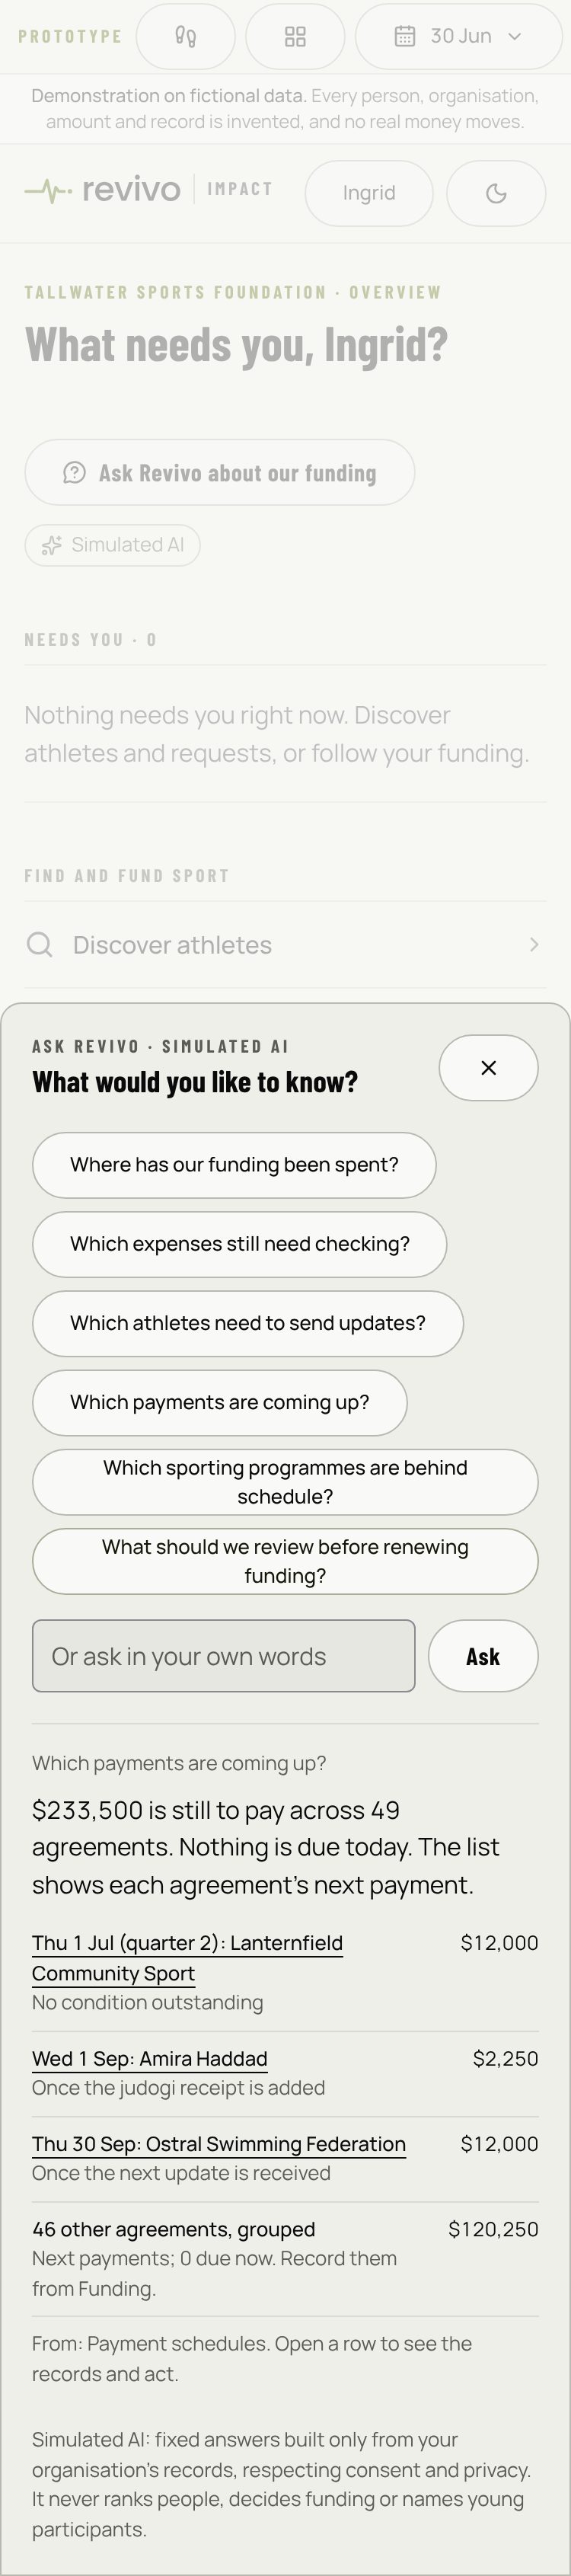 PROTOTYPE
30 Jun
Demonstration on fictional data. Every person, organisation,
amount and record is invented, and no real money moves.
revivo
IMPACT
Ingrid
TALLWATER SPORTS FOUNDATION · OVERVIEW
What needs you, Ingrid?
Ask Revivo about our funding
Simulated AI
NEEDS YOU · 0
Nothing needs you right now. Discover
athletes and requests, or follow your funding.
FIND AND FUND SPORT
Discover athletes
ASK REVIVO · SIMULATED AI
What would you like to know?
Where has our funding been spent?
Which expenses still need checking?
Which athletes need to send updates?
Which payments are coming up?
Which sporting programmes are behind
schedule?
What should we review before renewing
funding?
Or ask in your own words
Ask
Which payments are coming up?
$233,500 is still to pay across 49
agreements. Nothing is due today. The list
shows each agreement's next payment.
Thu 1 Jul (quarter 2): Lanternfield
Community Sport
$12,000
No condition outstanding
Wed 1 Sep: Amira Haddad
$2,250
Once the judogi receipt is added
Thu 30 Sep: Ostral Swimming Federation
$12,000
Once the next update is received
46 other agreements, grouped
$120,250
Next payments; 0 due now. Record them
from Funding.
From: Payment schedules. Open a row to see the
records and act.
Simulated AI: fixed answers built only from your
organisation's records, respecting consent and privacy.
It never ranks people, decides funding or names young
participants.